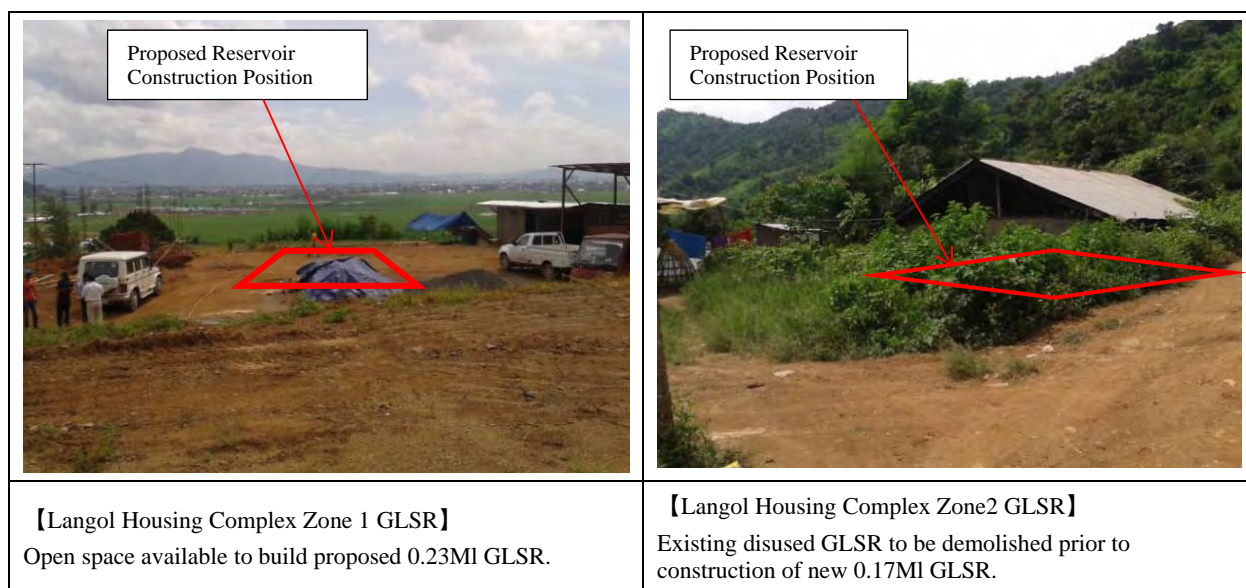 Proposed Reservoir
Construction Position
Proposed Reservoir
Construction Position
【Langol Housing Complex Zone 1 GLSR】
Open space available to build proposed 0.23Ml GLSR.
【Langol Housing Complex Zone2 GLSR】
Existing disused GLSR to be demolished prior to
construction of new 0.17Ml GLSR.